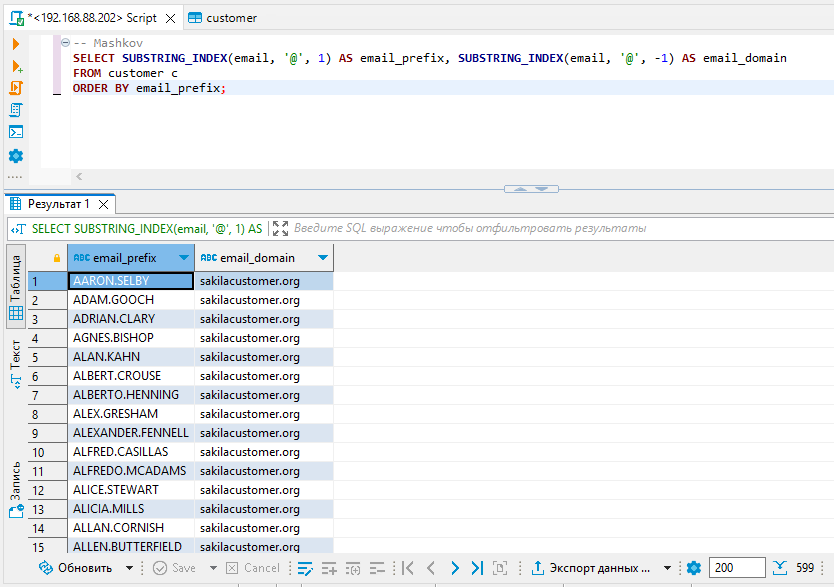 *<192.168.88.202> Script customer
-- Mashkov
SELECT SUBSTRING_INDEX(email, '@', 1) AS email_prefix, SUBSTRING_INDEX(email, '@', -1) AS email_domain
FROM customer c
ORDER BY email_prefix;
Результат 1
SELECT SUBSTRING_INDEX(email, '@', 1) AS Введите SQL выражение чтобы отфильтровать результаты
Таблица
Текст
Запись
ABC email_prefix ABC email_domain
1 AARON.SELBY sakilacustomer.org
2 ADAM.GOOCH sakilacustomer.org
3 ADRIAN.CLARY sakilacustomer.org
4 AGNES.BISHOP sakilacustomer.org
5 ALAN.KAHN sakilacustomer.org
6 ALBERT.CROUSE sakilacustomer.org
7 ALBERTO.HENNING sakilacustomer.org
8 ALEX.GRESHAM sakilacustomer.org
9 ALEXANDER.FENNELL sakilacustomer.org
10 ALFRED.CASILLAS sakilacustomer.org
11 ALFREDO.MCADAMS sakilacustomer.org
12 ALICE.STEWART sakilacustomer.org
13 ALICIA.MILLS sakilacustomer.org
14 ALLAN.CORNISH sakilacustomer.org
15 ALLEN.BUTTERFIELD sakilacustomer.org
Обновить Save Cancel Экспорт данных ... 200 599